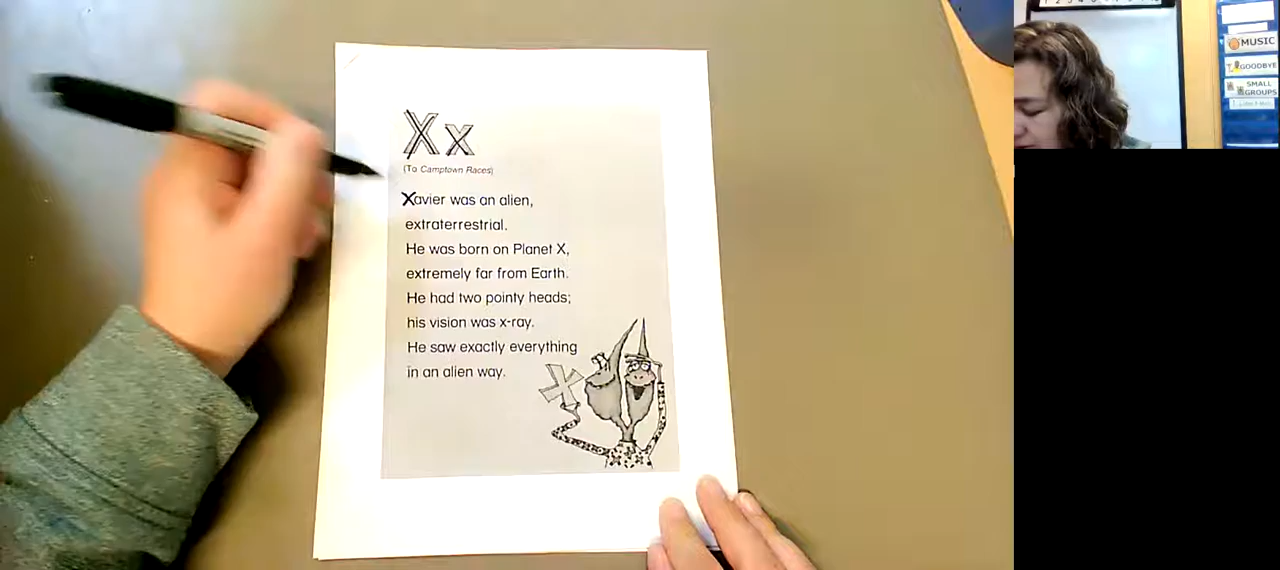 Xx
(To Camptown Races)
Xavier was an alien,
extraterrestrial.
He was born on Planet X,
extremely far from Earth.
He had two pointy heads;
his vision was x-ray.
He saw exactly everything
in an alien way.
MUSIC
GOODBYE
SMALL
GROUPS